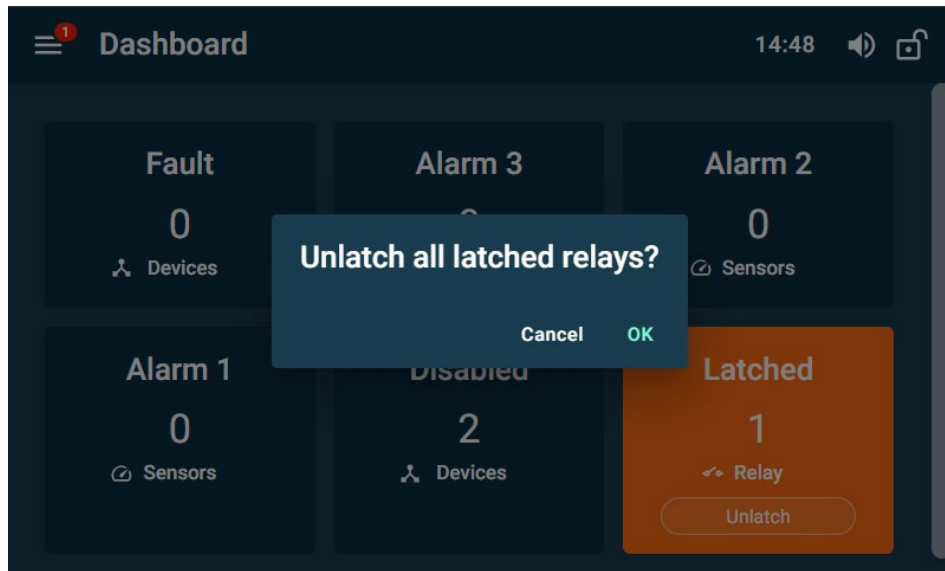 1
Dashboard
14:48
Fault
0
Devices
Alarm 3
Alarm 2
0
Sensors
Unlatch all latched relays?
Cancel
OK
Alarm 1
0
Sensors
Disabled
2
Devices
Latched
1
Relay
Unlatch